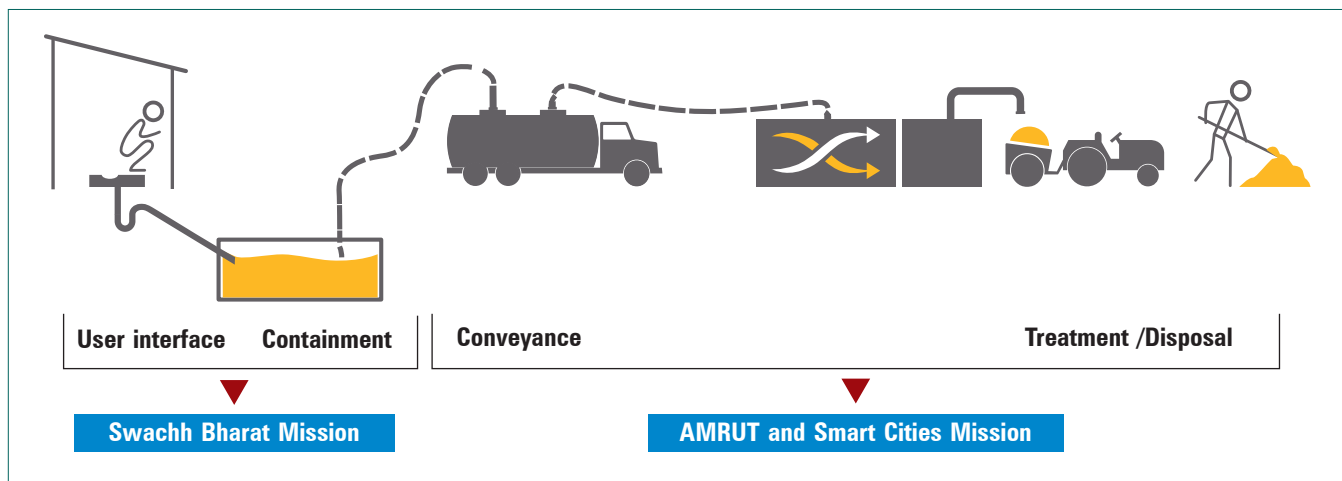 User interface
Containment
Conveyance
Treatment /Disposal
Swachh Bharat Mission
AMRUT and Smart Cities Mission